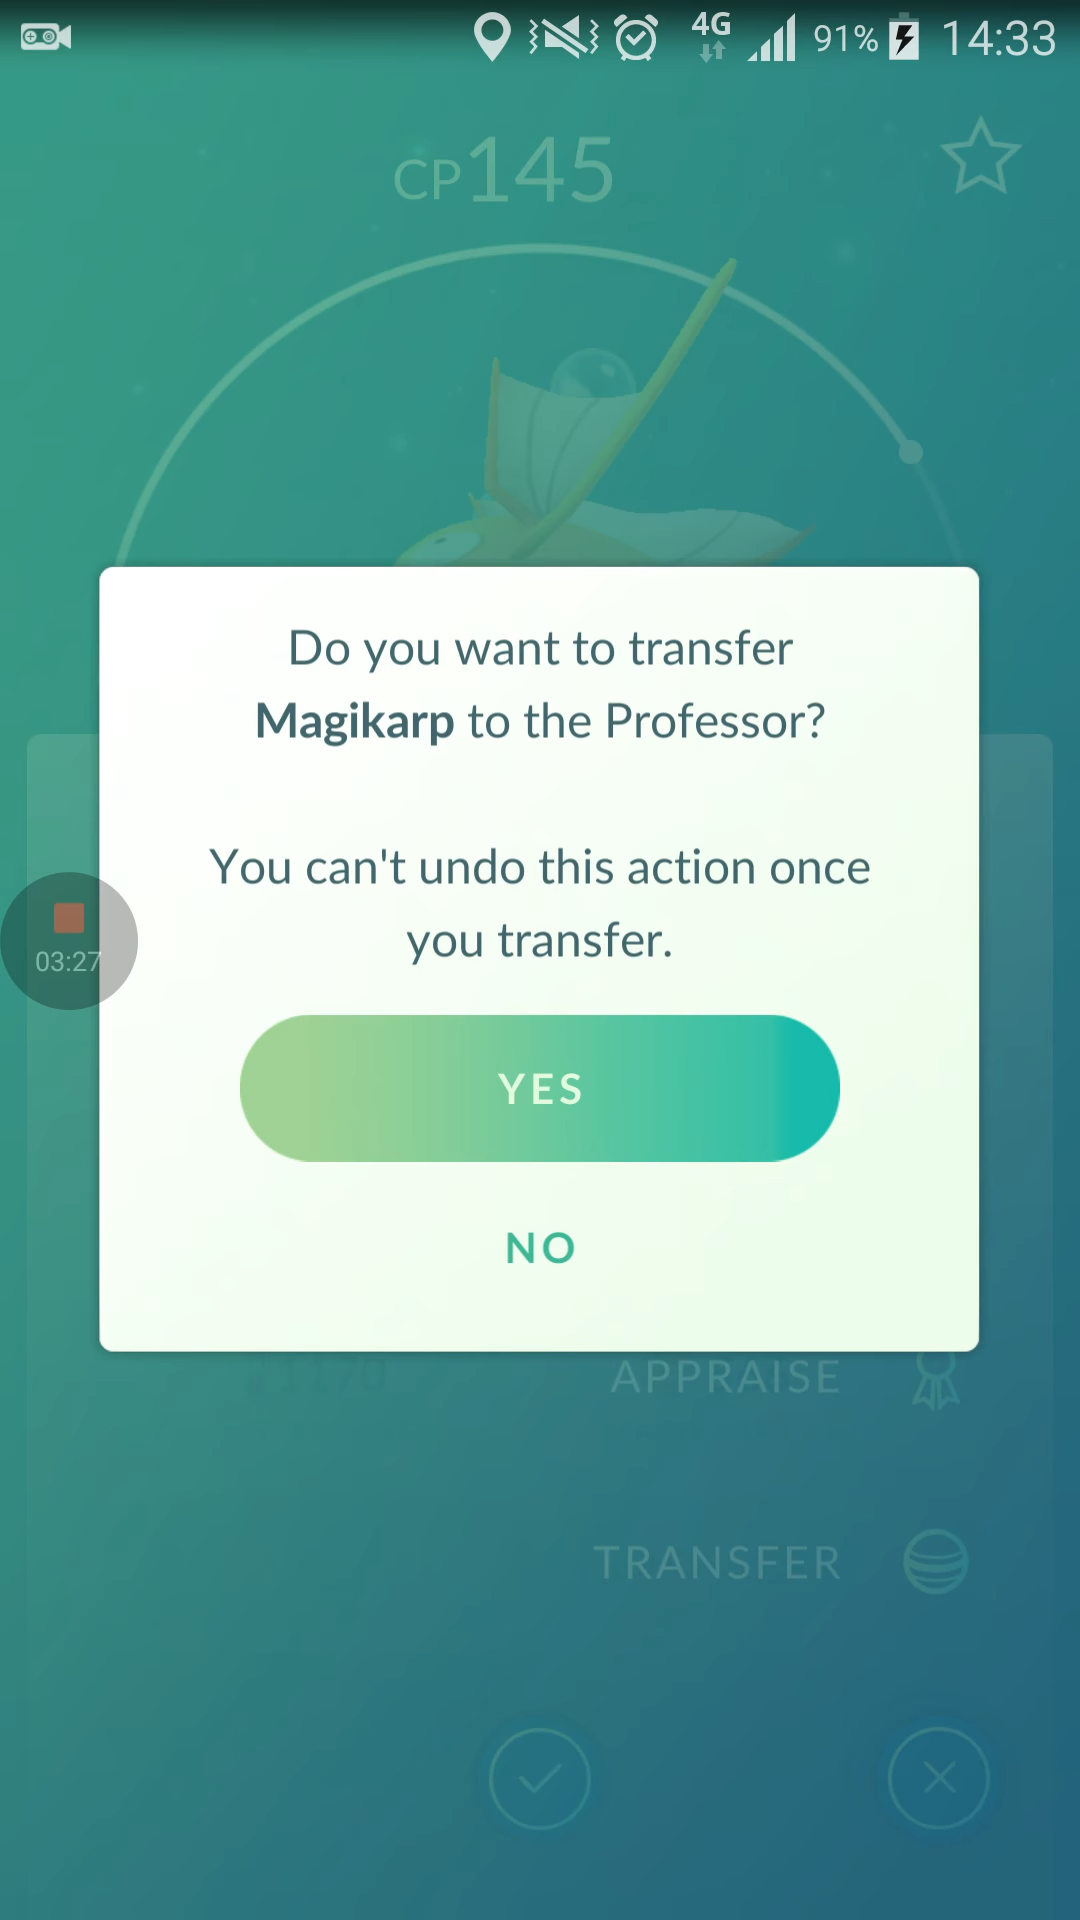 4G 91% 14:33
CP145
Do you want to transfer
Magikarp to the Professor?
You can't undo this action once
you transfer.
03:27
YES
NO
1170
APPRAISE
TRANSFER